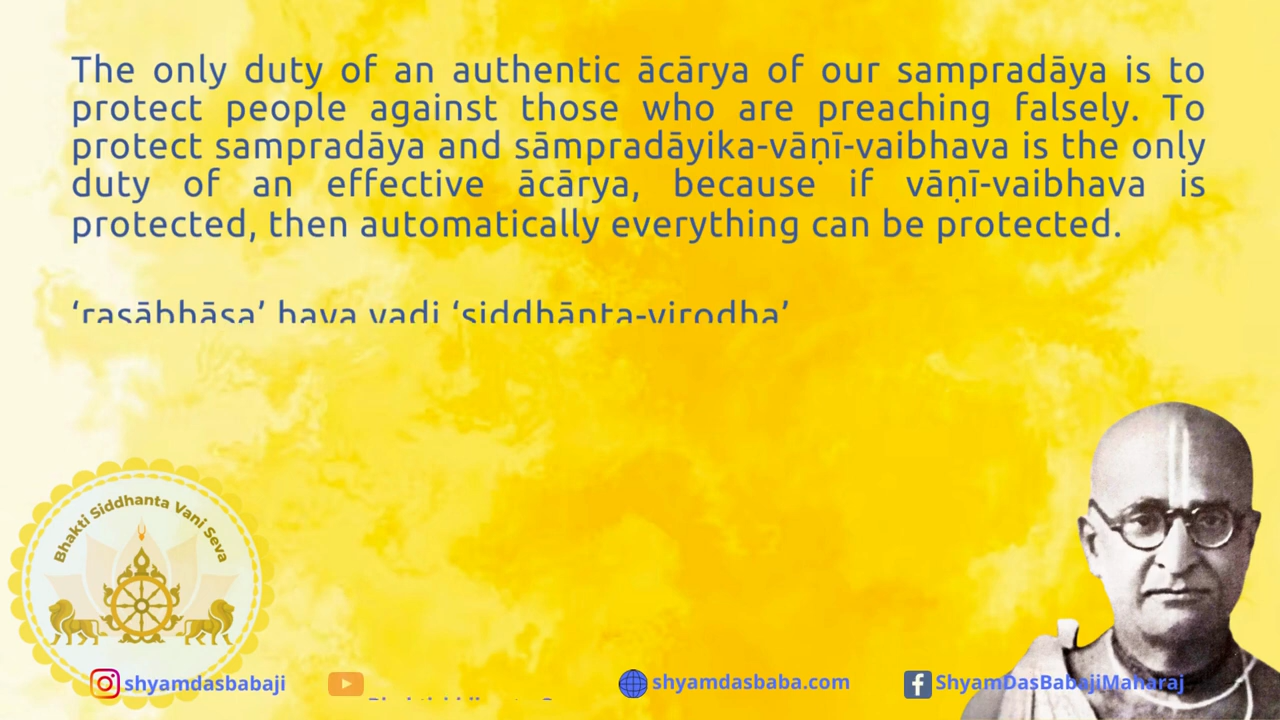 The only duty of an authentic ācārya of our sampradāya is to
protect people against those who are preaching falsely. To
protect sampradāya and sāmpradāyika-vāṇī-vaibhava is the only
duty of an effective ācārya, because if vāṇī-vaibhava is
protected, then automatically everything can be protected.
‘rasābhāsa’ haya yadi ‘siddhānta-virodha’
Bhakti Siddhanta Vani Seva
shyamdasbabaji
shyamdasbaba.com
ShyamDasBabajiMaharaj